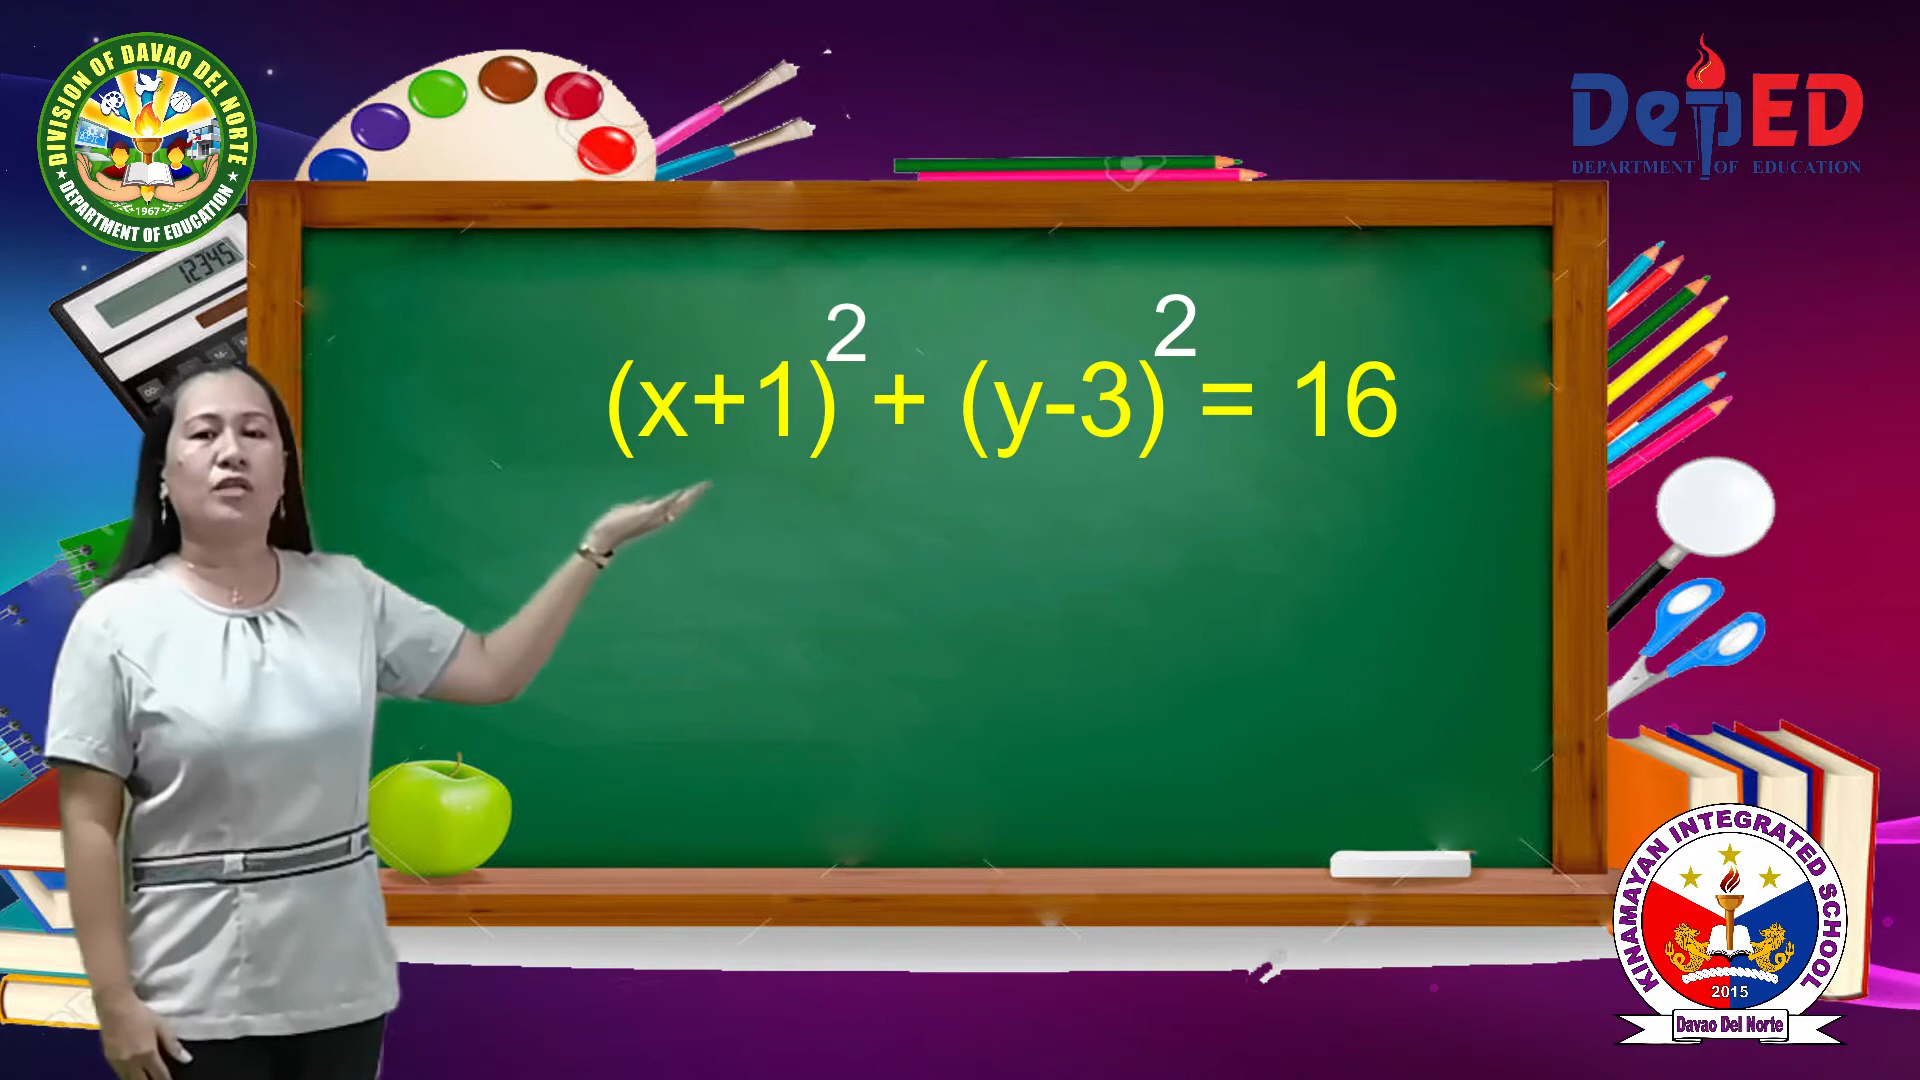 DIVISION OF DAVAO DEL NORTE
DEPARTMENT OF EDUCATION
1967
DepED
DEPARTMENT OF EDUCATION
12345
(x+1)² + (y-3)² = 16
KINAMAYAN INTEGRATED SCHOOL
2015
Davao Del Norte